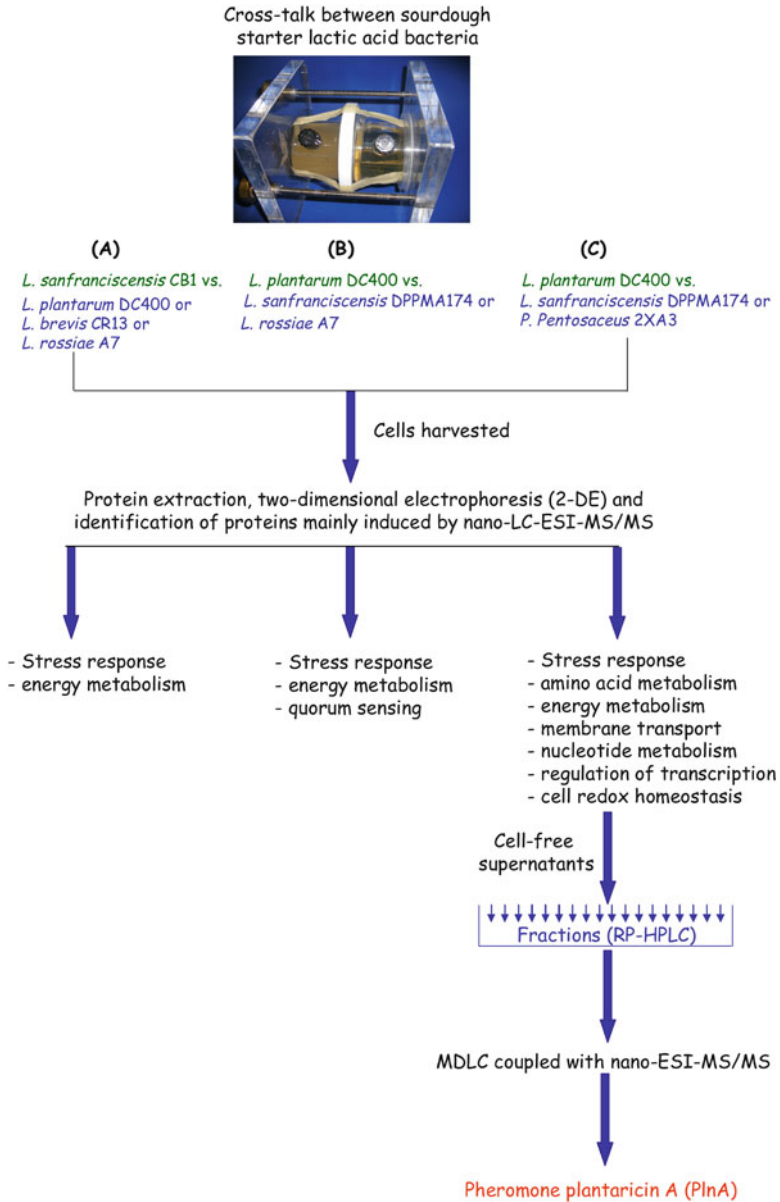 Cross-talk between sourdough
starter lactic acid bacteria
(A)
L. sanfranciscensis CB1 vs.
L. plantarum DC400 or
L. brevis CR13 or
L. rossiae A7
(B)
L. plantarum DC400 vs.
L. sanfranciscensis DPPMA174 or
L. rossiae A7
(C)
L. plantarum DC400 vs.
L. sanfranciscensis DPPMA174 or
P. Pentosaceus 2XA3
Cells harvested
Protein extraction, two-dimensional electrophoresis (2-DE) and
identification of proteins mainly induced by nano-LC-ESI-MS/MS
- Stress response
- energy metabolism
- Stress response
- energy metabolism
- quorum sensing
- Stress response
- amino acid metabolism
- energy metabolism
- membrane transport
- nucleotide metabolism
- regulation of transcription
- cell redox homeostasis
Cell-free
supernatants
Fractions (RP-HPLC)
MDLC coupled with nano-ESI-MS/MS
Pheromone plantaricin A (PlnA)